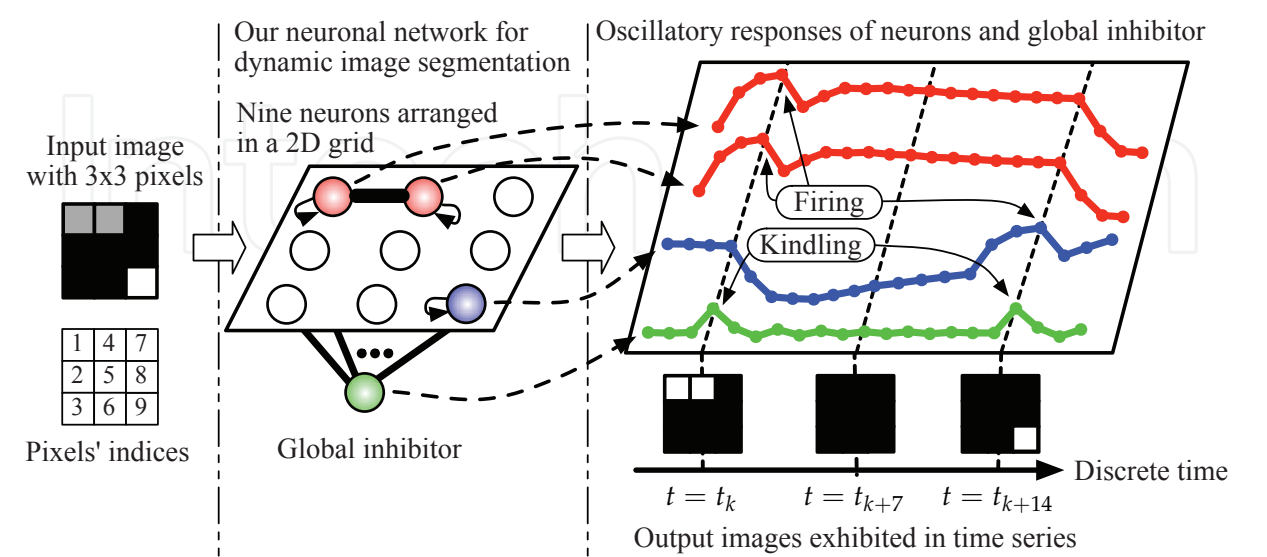 Input image
with 3x3 pixels
1 4 7
2 5 8
3 6 9
Pixels' indices
Our neuronal network for
dynamic image segmentation
Nine neurons arranged
in a 2D grid
Global inhibitor
Oscillatory responses of neurons and global inhibitor
Firing
Kindling
Discrete time
t = t_k
t = t_{k+7}
t = t_{k+14}
Output images exhibited in time series